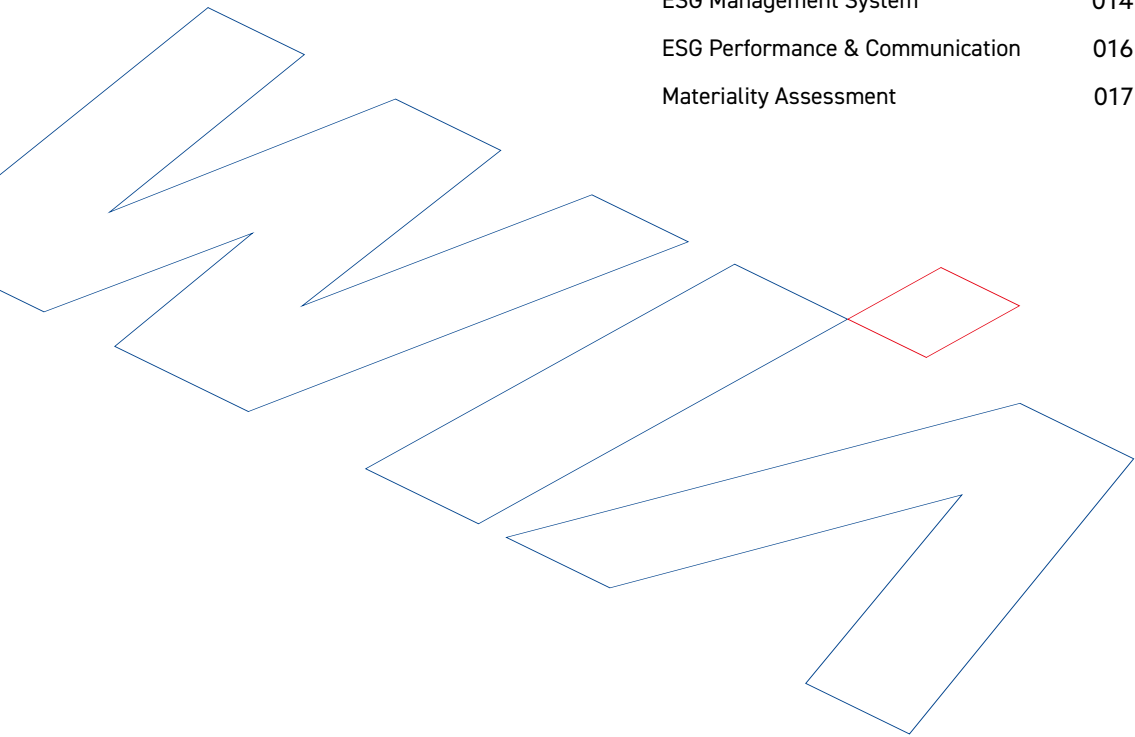 ESG Management System 014
ESG Performance & Communication 016
Materiality Assessment 017